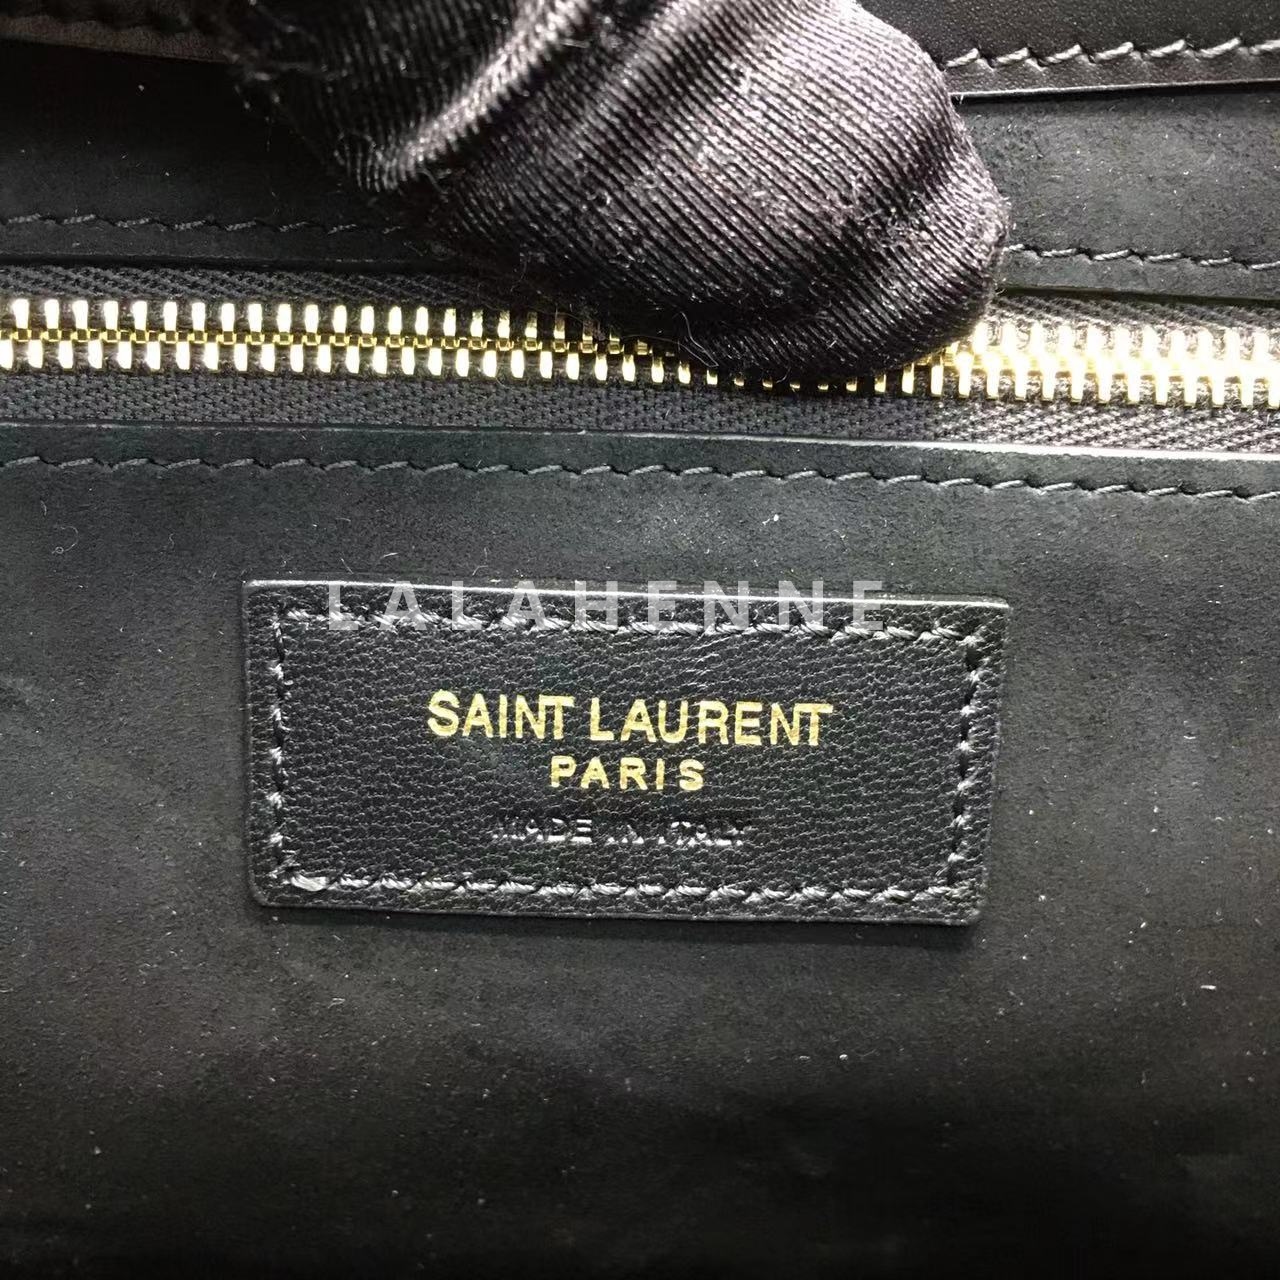 LALAHENNE
SAINT LAURENT
PARIS
MADE IN ITALY